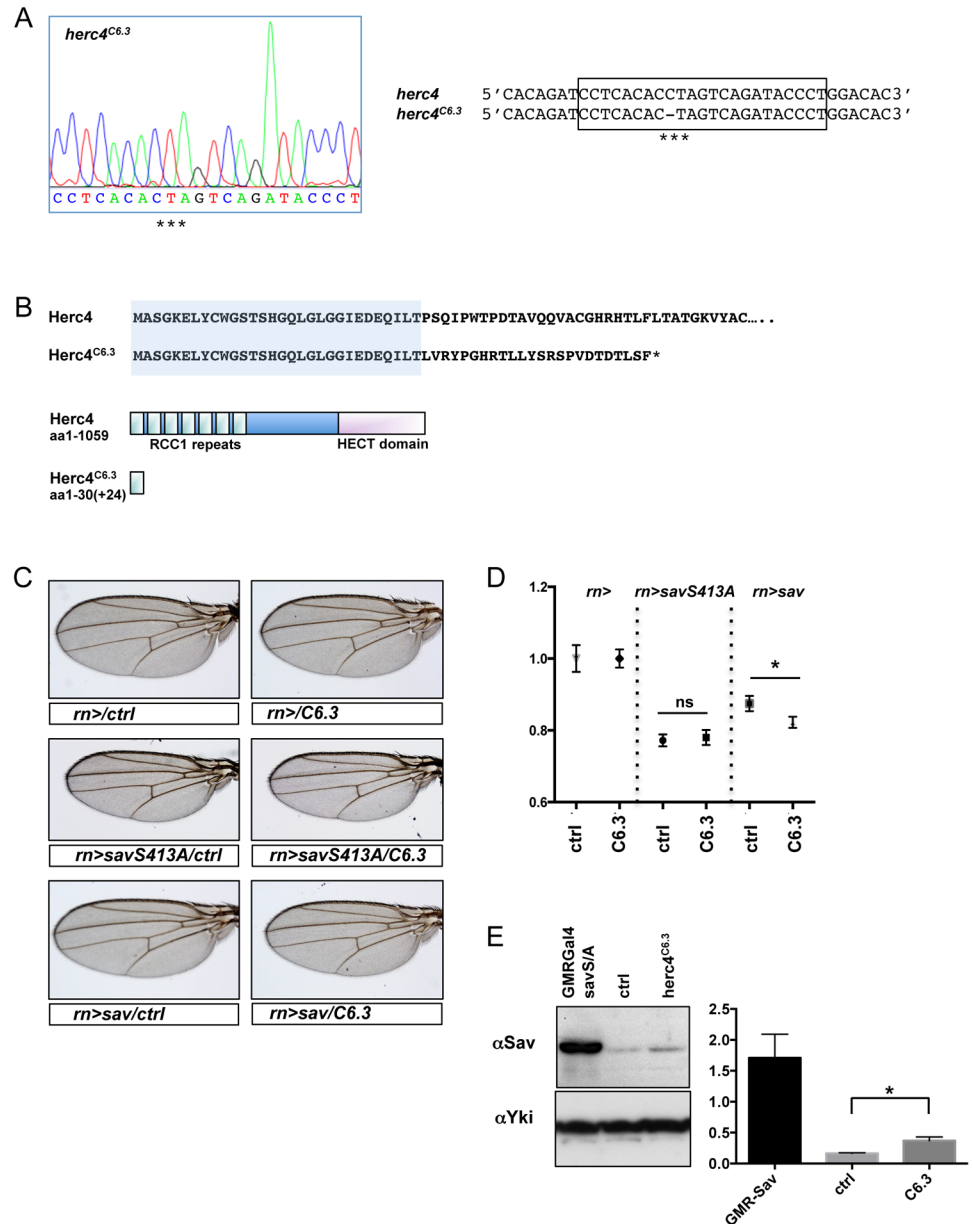 A
herc4C6.3
CCTCACACTAGTCAGATACCCT
***
herc4 5’CACAGATCCTCACACCTAGTCAGATACCCTGGACAC3’
herc4C6.3 5’CACAGATCCTCACAC-TAGTCAGATACCCTGGACAC3’
***
B
Herc4 MASGKELYCWGSTSHGQLGLGGIEDEQILTPSQIPWTPDTAVQQVACGHRHTLFLTATGKVYAC…..
Herc4C6.3 MASGKELYCWGSTSHGQLGLGGIEDEQILTLVRYPGHRTLLYSRSPVDTDTLSF*
Herc4
aa1-1059
RCC1 repeats HECT domain
Herc4C6.3
aa1-30(+24)
C
rn>/ctrl
rn>/C6.3
rn>savS413A/ctrl
rn>savS413A/C6.3
rn>sav/ctrl
rn>sav/C6.3
D
rn> rn>savS413A rn>sav
1.2
1.0
0.8
0.6
ns
*
ctrl C6.3 ctrl C6.3 ctrl C6.3
E
GMRGal4
savS/A
ctrl
herc4C6.3
αSav
αYki
2.5
2.0
1.5
1.0
0.5
0.0
*
GMR-Sav ctrl C6.3